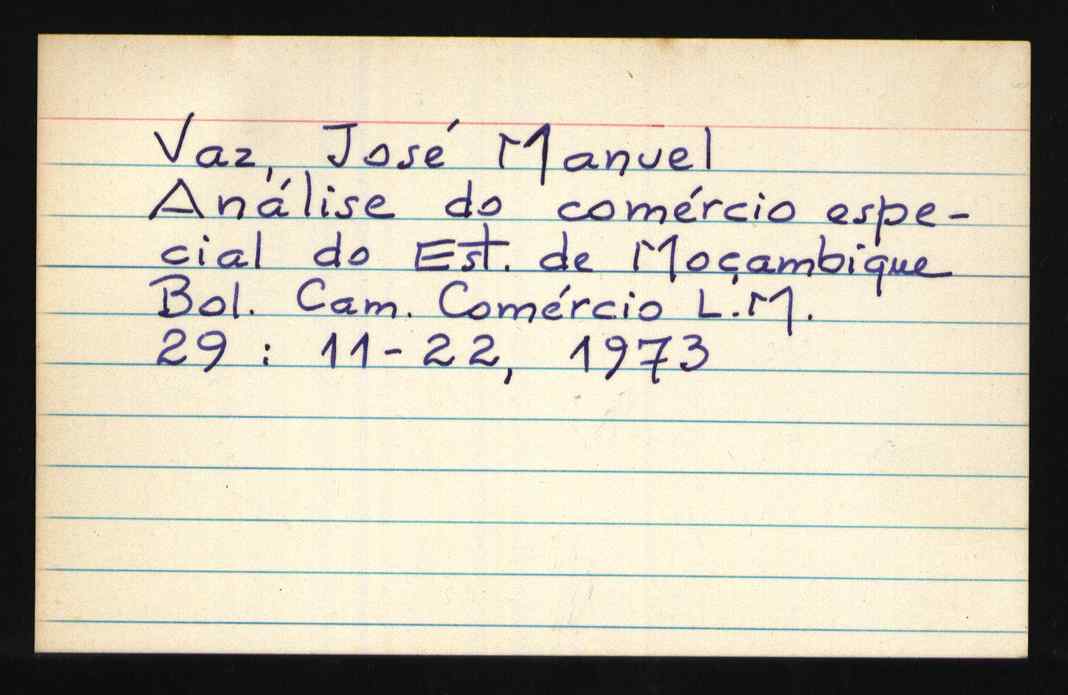 Vaz, José Manuel
Análise do comércio espe-
cial do Est. de Moçambique
Bol. Cam. Comércio L.M.
29 : 11-22, 1973